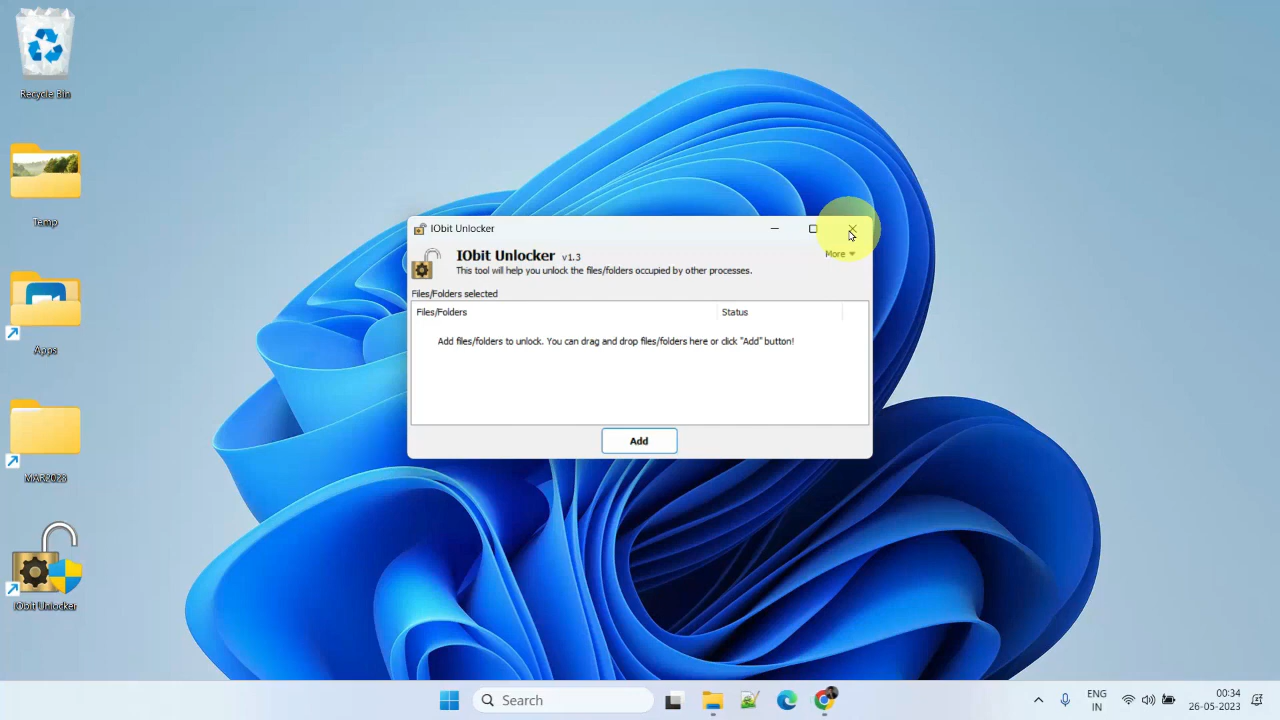 Recycle Bin
Temp
Apps
MAR2023
IObit Unlocker
IObit Unlocker
IObit Unlocker v1.3
More
This tool will help you unlock the files/folders occupied by other processes.
Files/Folders selected
Files/Folders Status
Add files/folders to unlock. You can drag and drop files/folders here or click "Add" button!
Add
Search
ENG
IN
00:34
26-05-2023